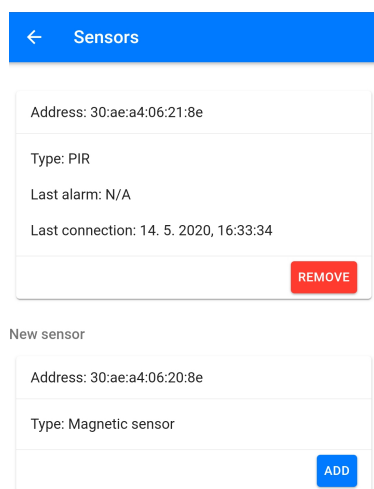 Sensors
Address: 30:ae:a4:06:21:8e
Type: PIR
Last alarm: N/A
Last connection: 14. 5. 2020, 16:33:34
REMOVE
New sensor
Address: 30:ae:a4:06:20:8e
Type: Magnetic sensor
ADD